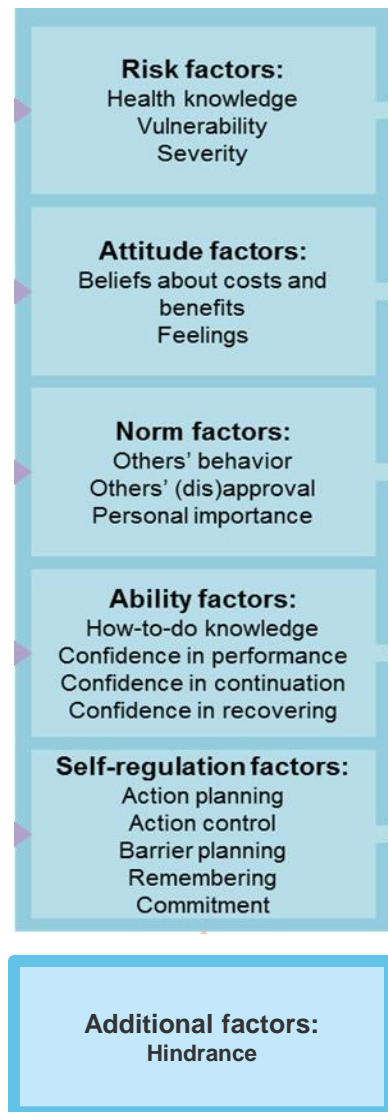 Risk factors:
Health knowledge
Vulnerability
Severity
Attitude factors:
Beliefs about costs and
benefits
Feelings
Norm factors:
Others’ behavior
Others’ (dis)approval
Personal importance
Ability factors:
How-to-do knowledge
Confidence in performance
Confidence in continuation
Confidence in recovering
Self-regulation factors:
Action planning
Action control
Barrier planning
Remembering
Commitment
Additional factors:
Hindrance